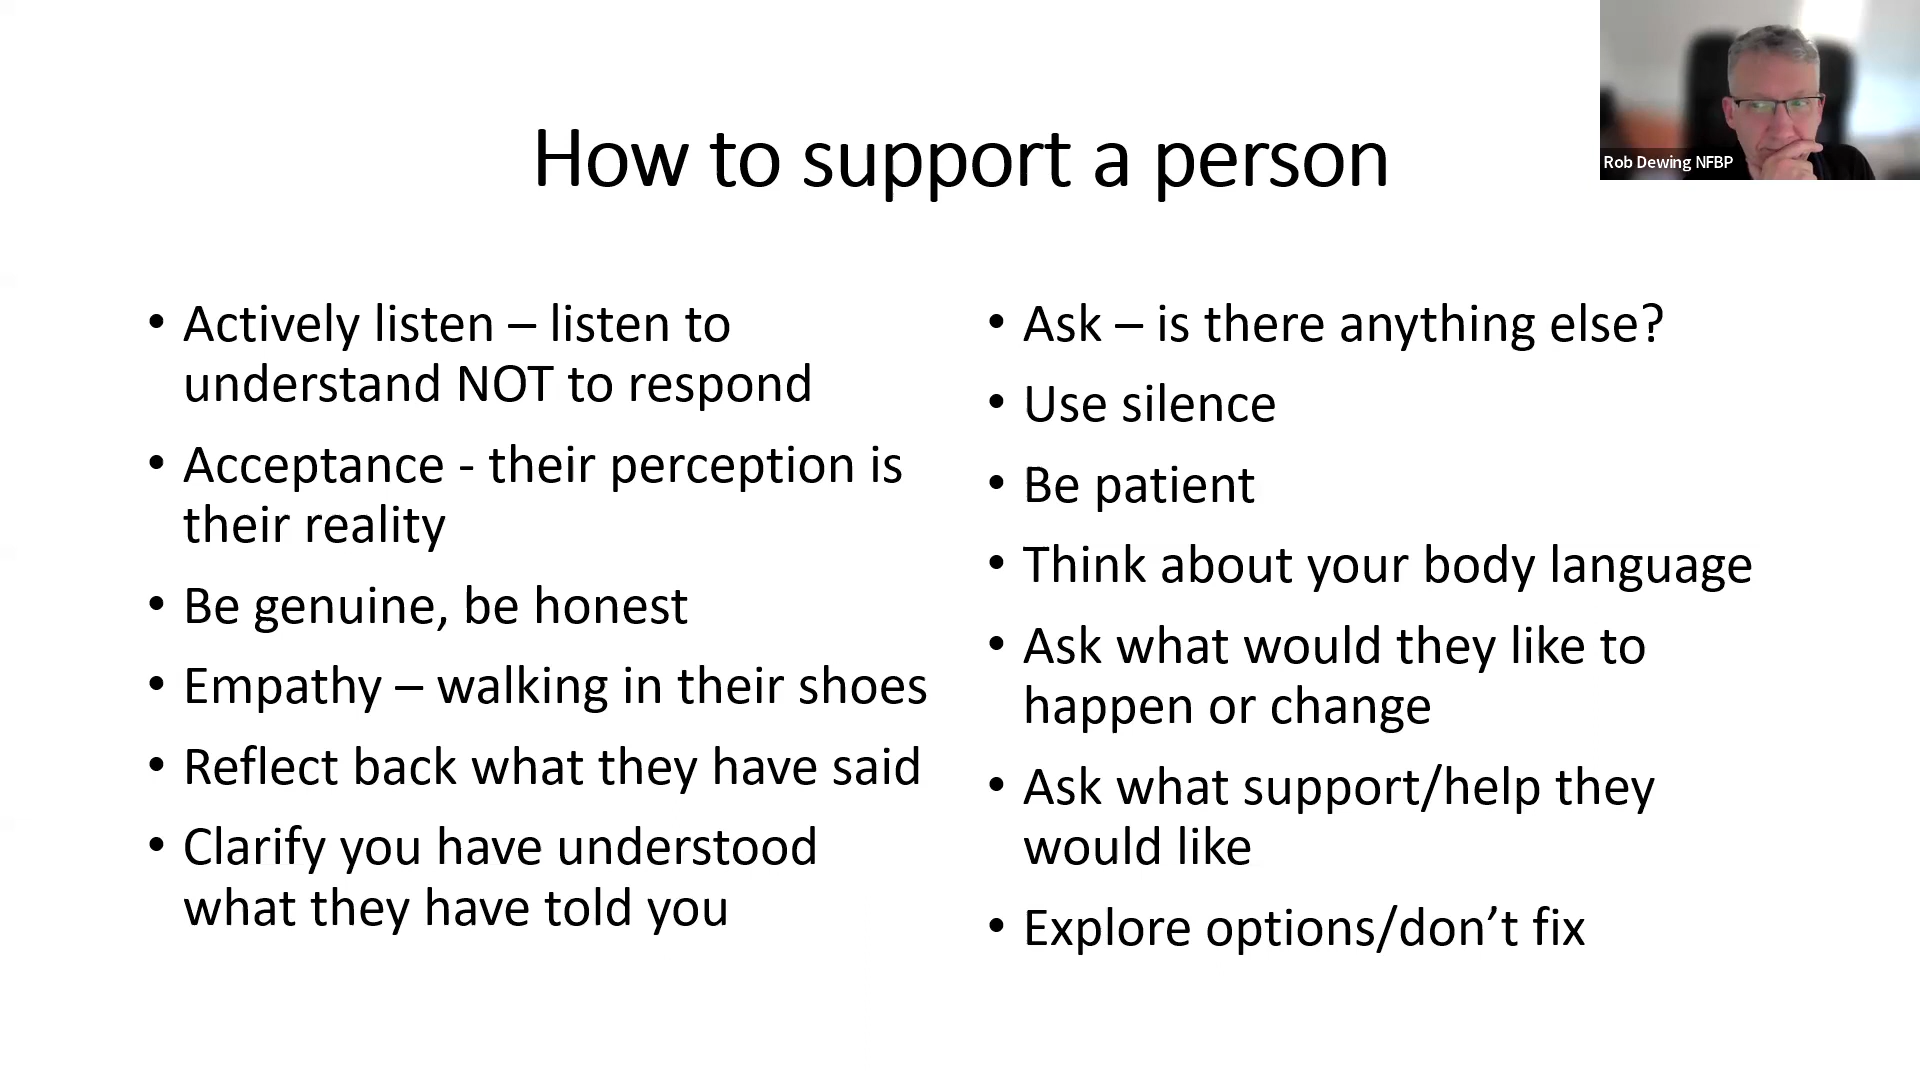 How to support a person
• Actively listen – listen to
understand NOT to respond
• Acceptance - their perception is
their reality
• Be genuine, be honest
• Empathy – walking in their shoes
• Reflect back what they have said
• Clarify you have understood
what they have told you
• Ask – is there anything else?
• Use silence
• Be patient
• Think about your body language
• Ask what would they like to
happen or change
• Ask what support/help they
would like
• Explore options/don’t fix
Rob Dewing NFBP